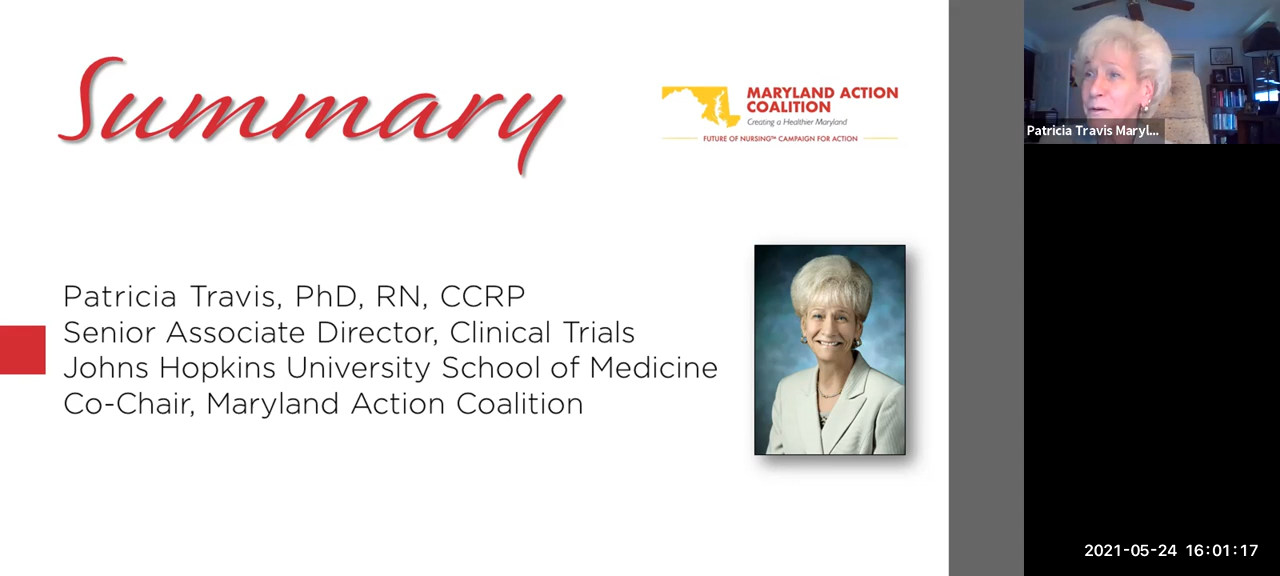 Summary
MARYLAND ACTION
COALITION
Creating a Healthier Maryland
FUTURE OF NURSING™ CAMPAIGN FOR ACTION
Patricia Travis Maryl...
Patricia Travis, PhD, RN, CCRP
Senior Associate Director, Clinical Trials
Johns Hopkins University School of Medicine
Co-Chair, Maryland Action Coalition
2021-05-24 16:01:17